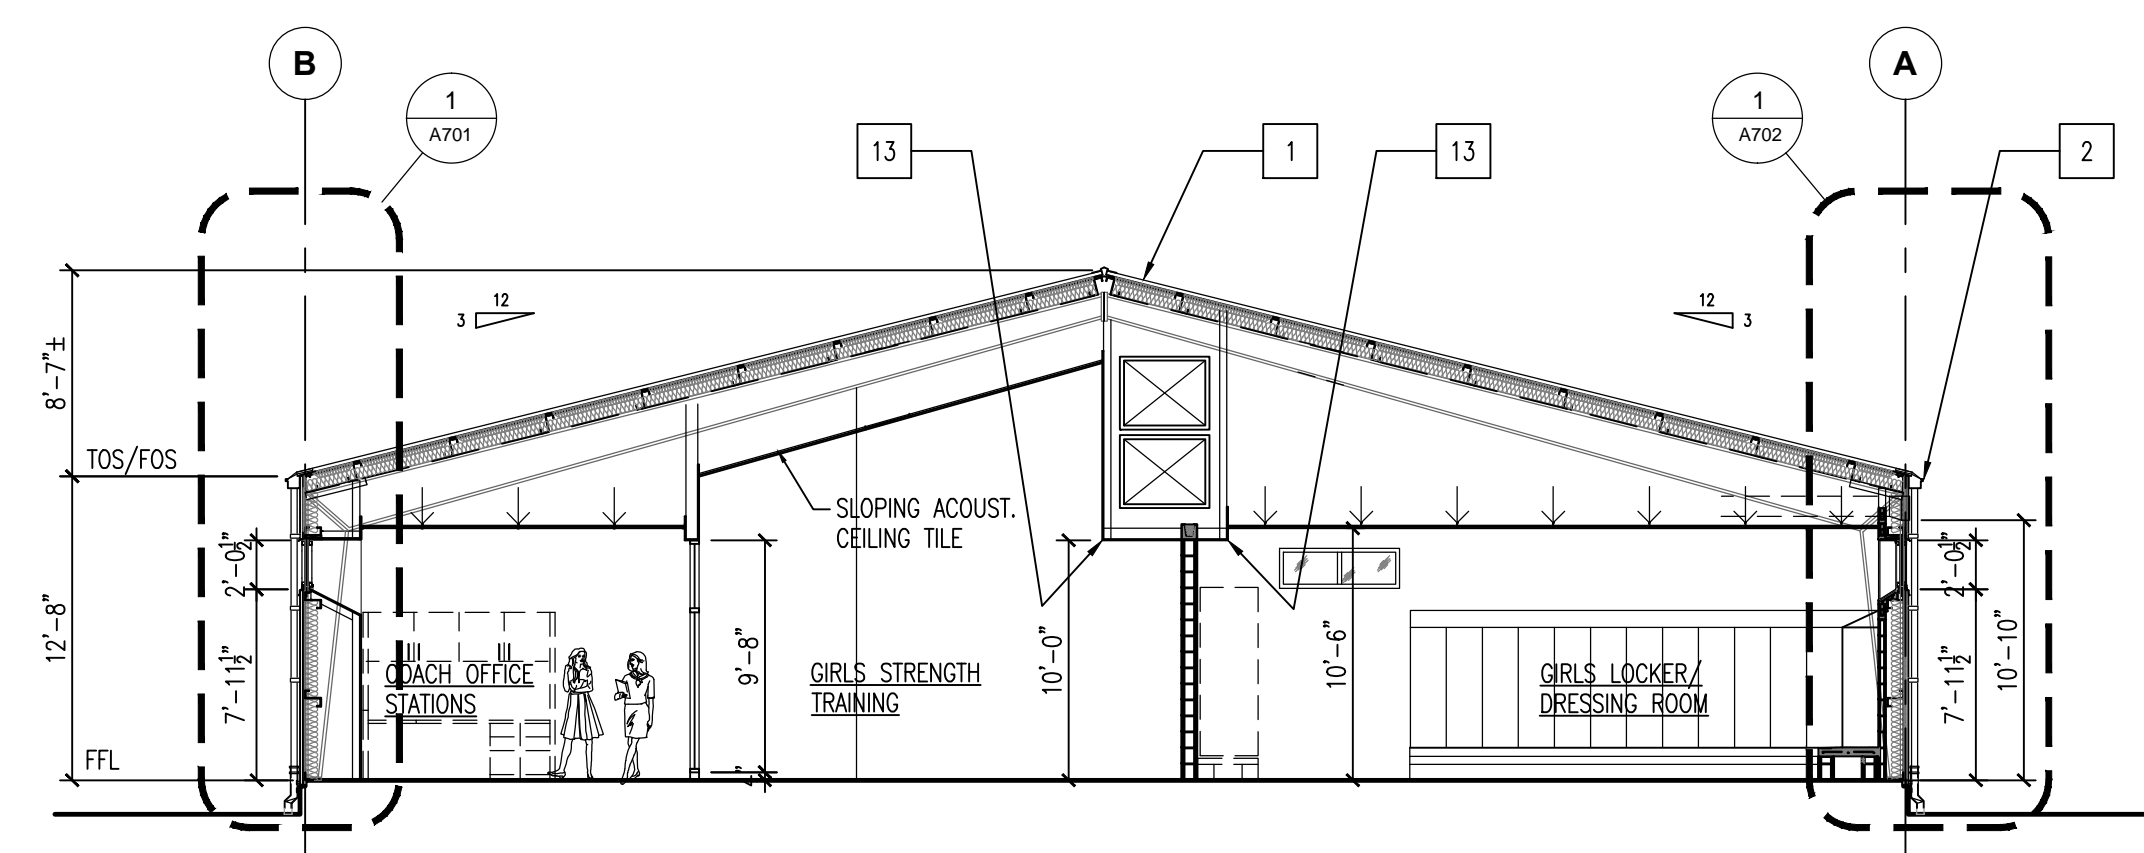 B
A
1
A701
1
A702
13
1
13
2
12
3
12
3
8'-7"±
TOS/FOS
SLOPING ACOUST.
CEILING TILE
2'-0½"
2'-0½"
12'-8"
7'-11½"
9'-8"
10'-0"
10'-6"
7'-11½"
10'-10"
COACH OFFICE
STATIONS
GIRLS STRENGTH
TRAINING
GIRLS LOCKER/
DRESSING ROOM
FFL
4"